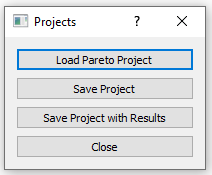 Projects ?
Load Pareto Project
Save Project
Save Project with Results
Close